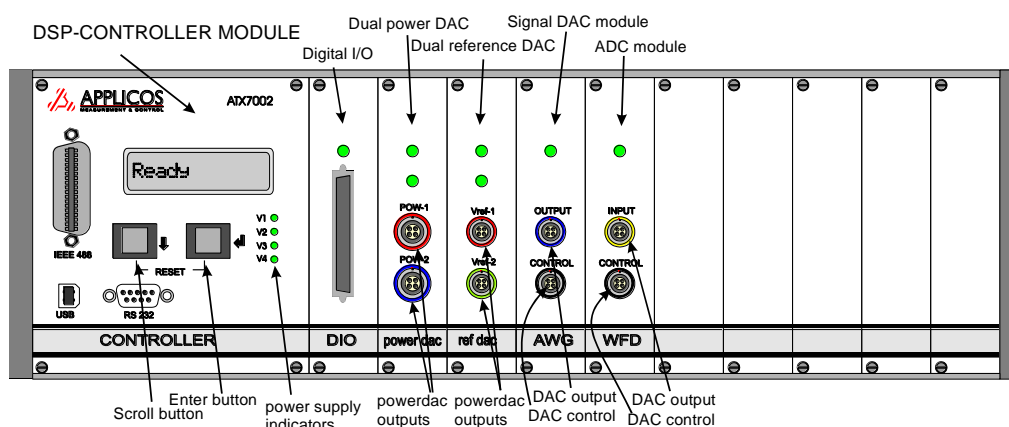 Dual power DAC
Signal DAC module
DSP-CONTROLLER MODULE
Digital I/O
Dual reference DAC
ADC module
APPLICOS
MEASUREMENT & CONTROL
ATX7002
Ready
IEEE 488
RESET
V1
V2
V3
V4
USB
RS 232
POW-1
POW-2
Vref-1
Vref-2
OUTPUT
CONTROL
INPUT
CONTROL
CONTROLLER
DIO
power dac
ref dac
AWG
WFD
Scroll button
Enter button
power supply
indicators
powerdac
outputs
powerdac
outputs
DAC output
DAC control
DAC output
DAC control